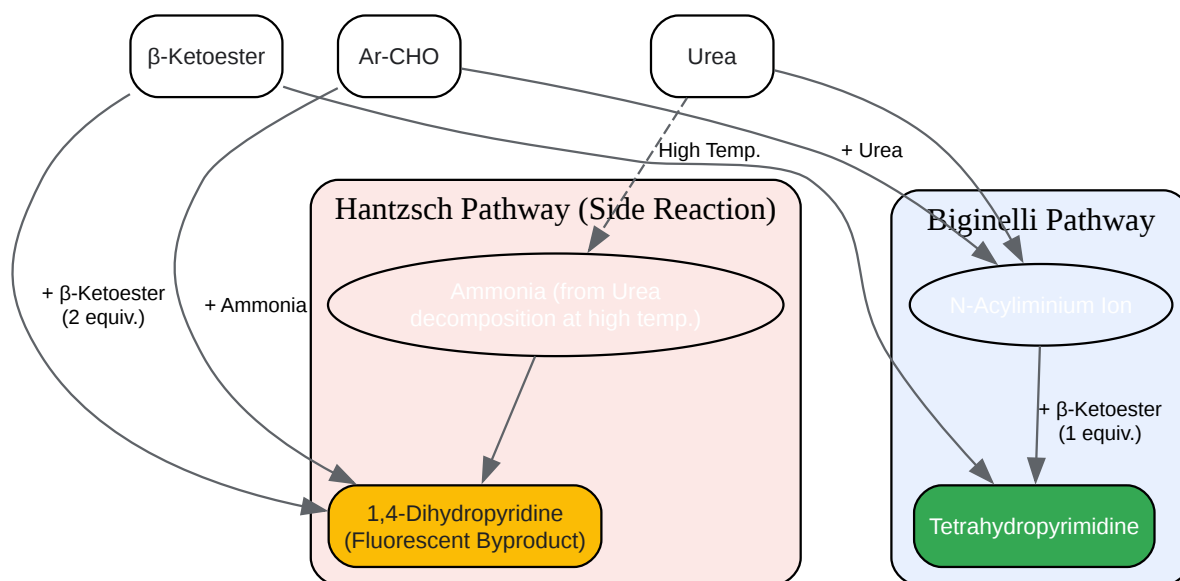 β-Ketoester
Ar-CHO
Urea
High Temp.
+ Urea
Hantzsch Pathway (Side Reaction)
Biginelli Pathway
+ β-Ketoester
(2 equiv.)
+ Ammonia
Ammonia (from Urea
decomposition at high temp.)
N-Acyliminium Ion
+ β-Ketoester
(1 equiv.)
1,4-Dihydropyridine
(Fluorescent Byproduct)
Tetrahydropyrimidine